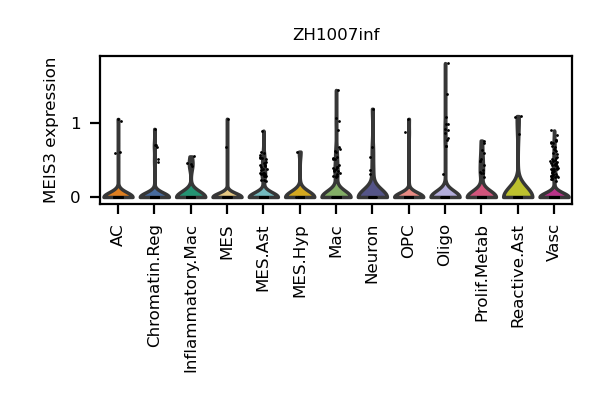 ZH1007inf
MEIS3 expression
1
0
AC
Chromatin.Reg
Inflammatory.Mac
MES
MES.Ast
MES.Hyp
Mac
Neuron
OPC
Oligo
Prolif.Metab
Reactive.Ast
Vasc